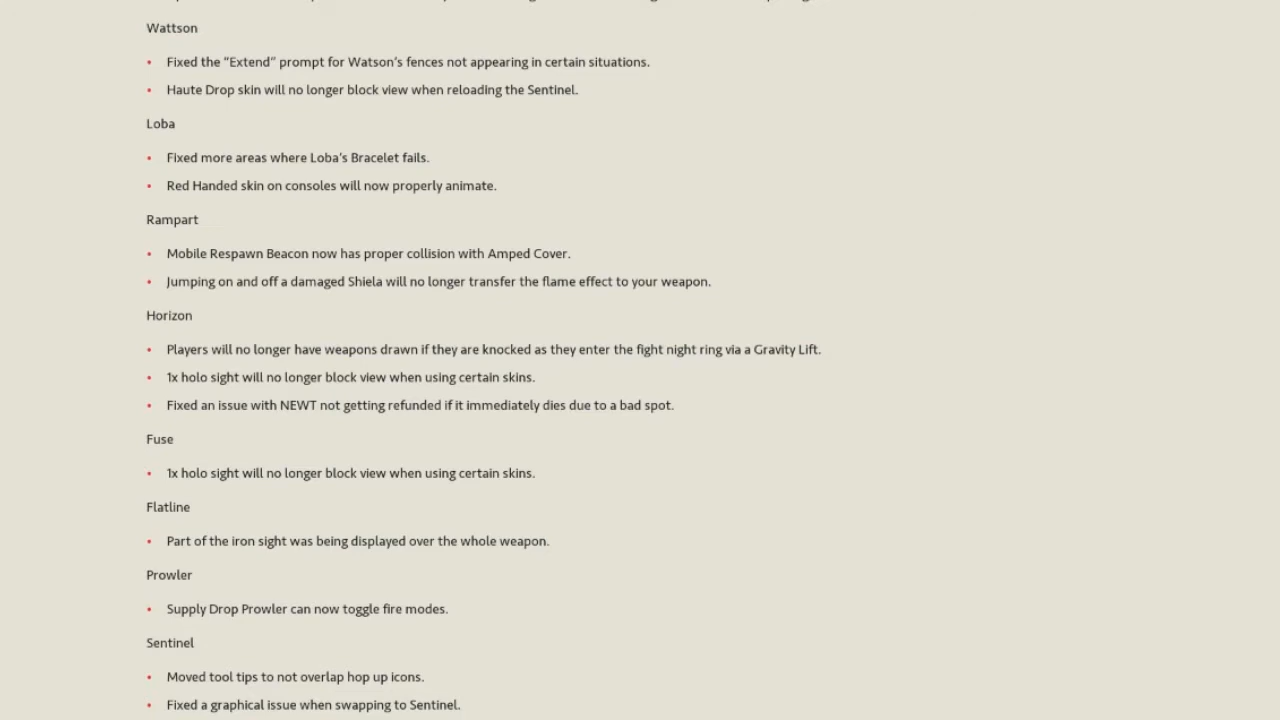 Wattson
• Fixed the “Extend” prompt for Watson’s fences not appearing in certain situations.
• Haute Drop skin will no longer block view when reloading the Sentinel.
Loba
• Fixed more areas where Loba’s Bracelet fails.
• Red Handed skin on consoles will now properly animate.
Rampart
• Mobile Respawn Beacon now has proper collision with Amped Cover.
• Jumping on and off a damaged Shiela will no longer transfer the flame effect to your weapon.
Horizon
• Players will no longer have weapons drawn if they are knocked as they enter the fight night ring via a Gravity Lift.
• 1x holo sight will no longer block view when using certain skins.
• Fixed an issue with NEWT not getting refunded if it immediately dies due to a bad spot.
Fuse
• 1x holo sight will no longer block view when using certain skins.
Flatline
• Part of the iron sight was being displayed over the whole weapon.
Prowler
• Supply Drop Prowler can now toggle fire modes.
Sentinel
• Moved tool tips to not overlap hop up icons.
• Fixed a graphical issue when swapping to Sentinel.